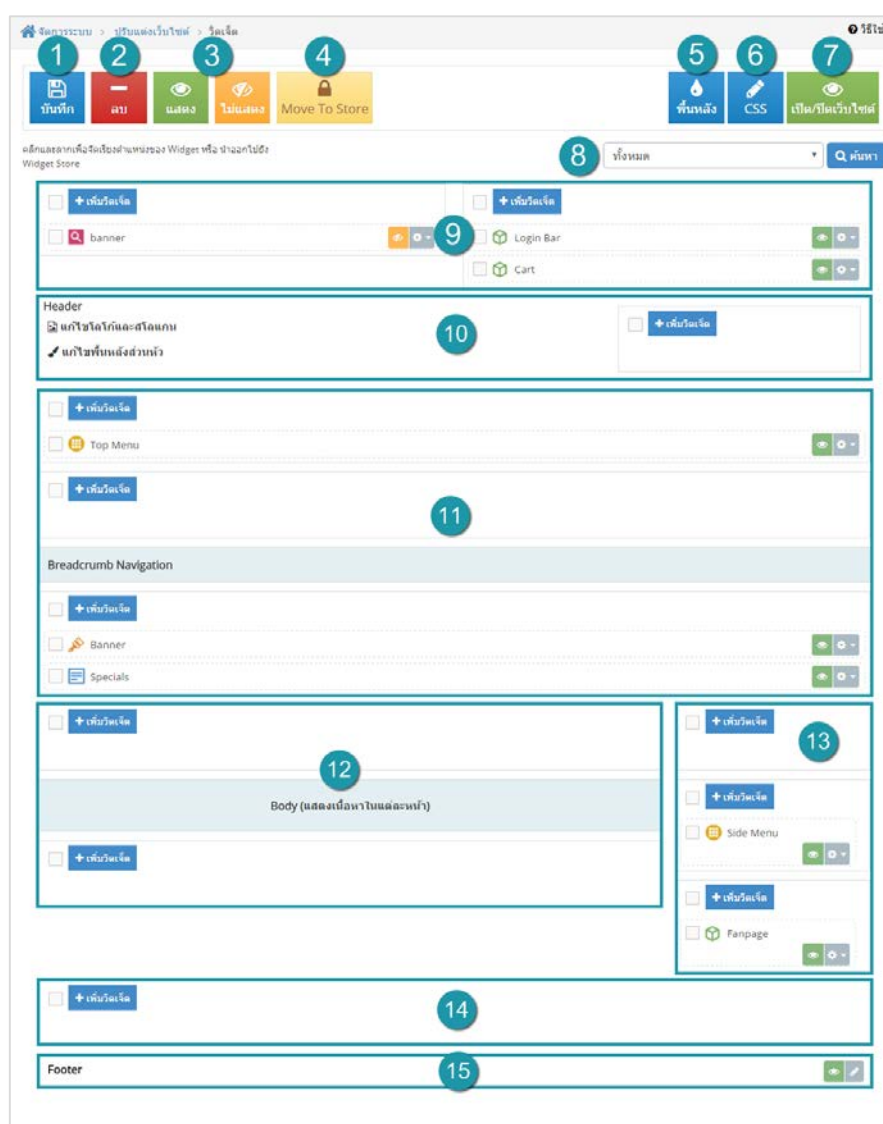 จัดการระบบ > ปรับแต่งเว็บไซต์ > วิดเจ็ต
วิธีใช้
1 2 3 4 5 6 7
บันทึก ลบ แสดง ไม่แสดง Move To Store พื้นหลัง CSS เปิด/ปิดเว็บไซต์
คลิกและลากเพื่อจัดเรียงตำแหน่งของ Widget หรือ นำออกไปยัง
Widget Store
8 ทั้งหมด ค้นหา
+ เพิ่มวิดเจ็ต + เพิ่มวิดเจ็ต
banner 9 Login Bar
Cart
Header
แก้ไขโลโก้และสโลแกน 10 + เพิ่มวิดเจ็ต
แก้ไขพื้นหลังส่วนหัว
+ เพิ่มวิดเจ็ต
Top Menu
+ เพิ่มวิดเจ็ต
11
Breadcrumb Navigation
+ เพิ่มวิดเจ็ต
Banner
Specials
+ เพิ่มวิดเจ็ต + เพิ่มวิดเจ็ต
12 13
Body (แสดงเนื้อหาในแต่ละหน้า) + เพิ่มวิดเจ็ต
Side Menu
+ เพิ่มวิดเจ็ต
+ เพิ่มวิดเจ็ต
Fanpage
+ เพิ่มวิดเจ็ต
14
Footer 15